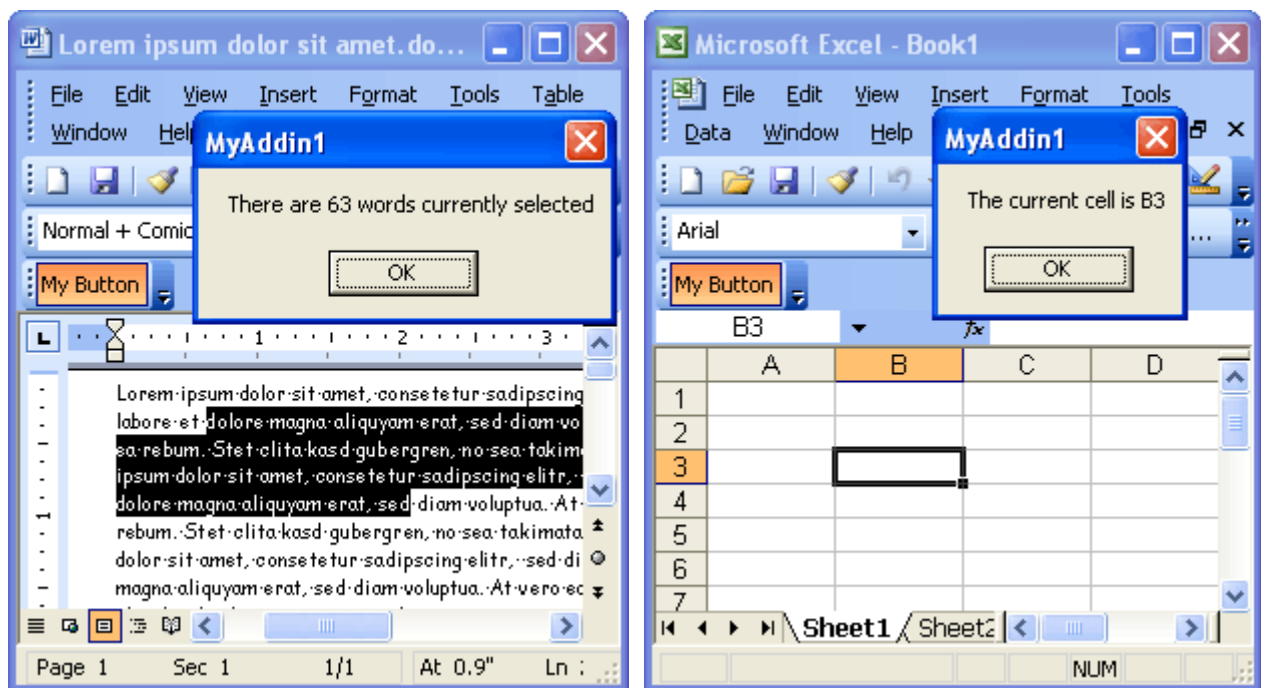 Lorem ipsum dolor sit amet.do...
File Edit View Insert Format Tools Table
Window Help
MyAddin1
There are 63 words currently selected
OK
Normal + Comic
My Button
1 2 3
Lorem·ipsum·dolor·sit·amet,·consetetur·sadipscing
labore·et·dolore·magna·aliquyam·erat,·sed·diam·vo
ea·rebum.·Stet·clita·kasd·gubergren,·no·sea·takim
ipsum·dolor·sit·amet,·consetetur·sadipscing·elitr,·
dolore·magna·aliquyam·erat,·sed·diam·voluptua.·At·
rebum.·Stet·clita·kasd·gubergren,·no·sea·takimata
dolor·sit·amet,·consetetur·sadipscing·elitr,··sed·di
magna·aliquyam·erat,·sed·diam·voluptua.·At·vero·eo
1
Page 1 Sec 1 1/1 At 0.9" Ln
Microsoft Excel - Book1
File Edit View Insert Format Tools
Data Window Help
MyAddin1
The current cell is B3
OK
Arial
My Button
B3 fx
A B C D
1
2
3
4
5
6
7
Sheet1 Sheet2
NUM